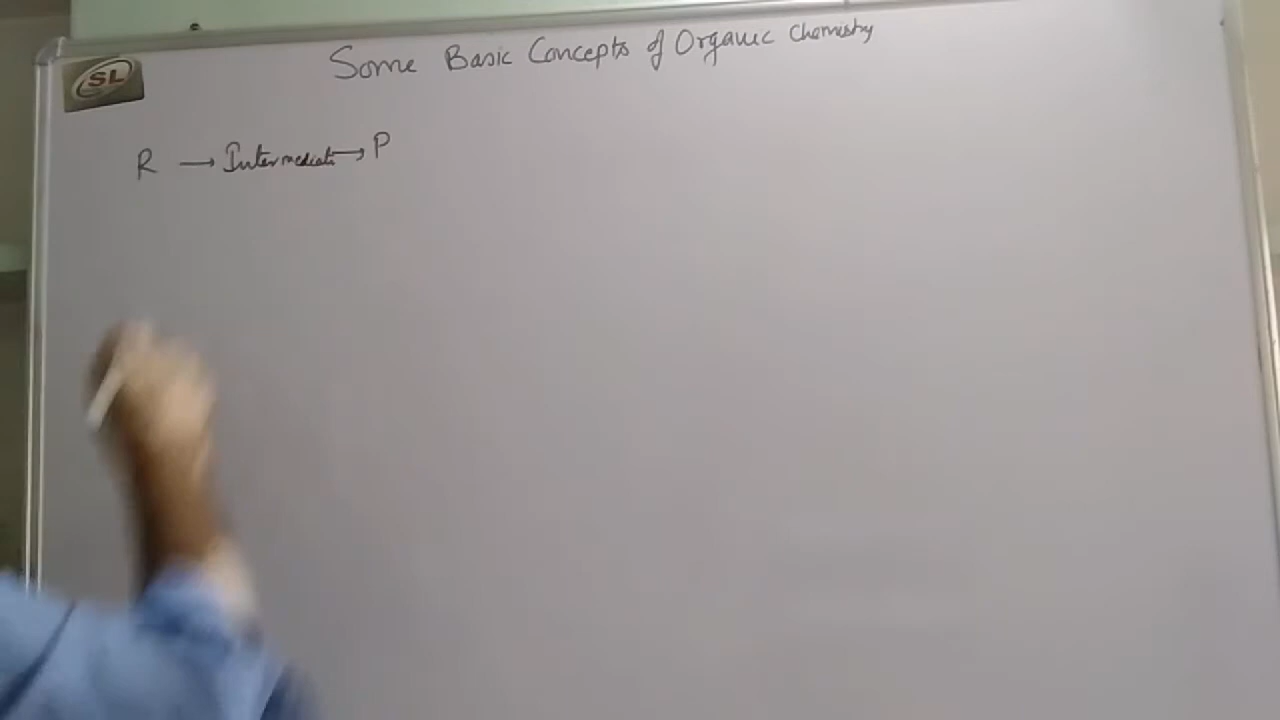 Some Basic Concepts of Organic Chemistry
SL
R → Intermediate → P